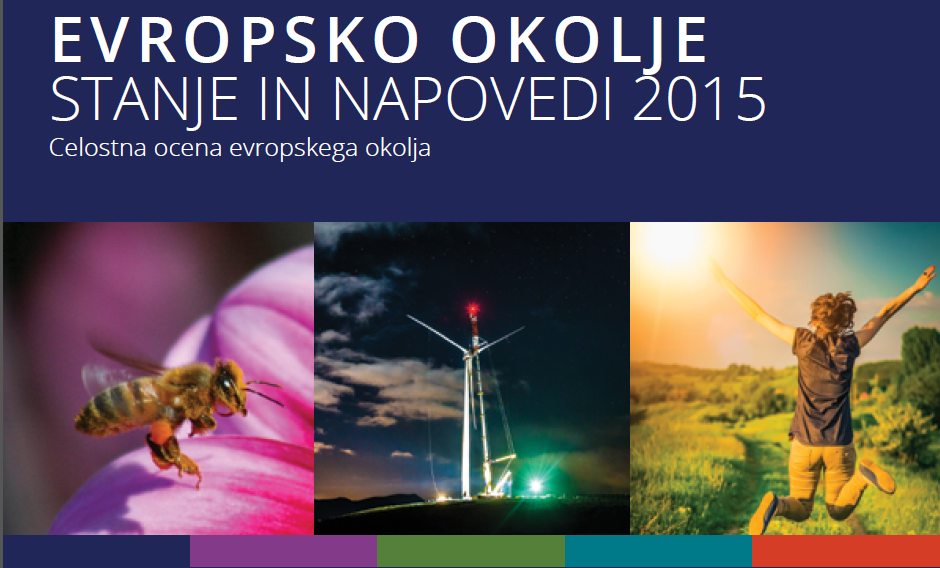 EVROPSKO OKOLJE
STANJE IN NAPOVEDI 2015
Celostna ocena evropskega okolja